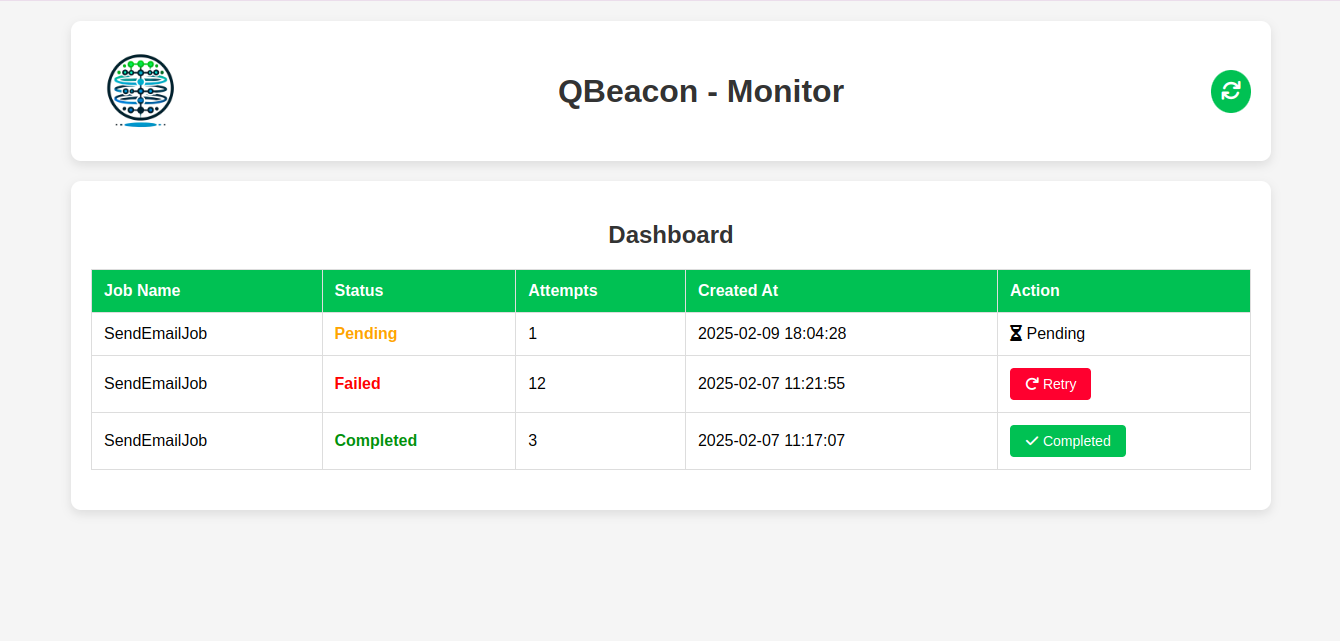 QBeacon - Monitor
Dashboard
Job Name Status Attempts Created At Action
SendEmailJob Pending 1 2025-02-09 18:04:28 Pending
SendEmailJob Failed 12 2025-02-07 11:21:55 Retry
SendEmailJob Completed 3 2025-02-07 11:17:07 Completed